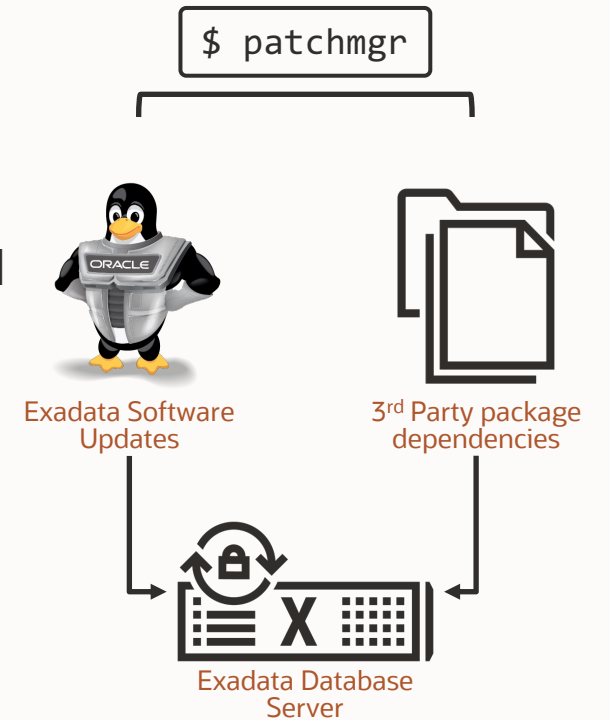 $ patchmgr
ORACLE
Exadata Software
Updates
3rd Party package
dependencies
X
Exadata Database
Server